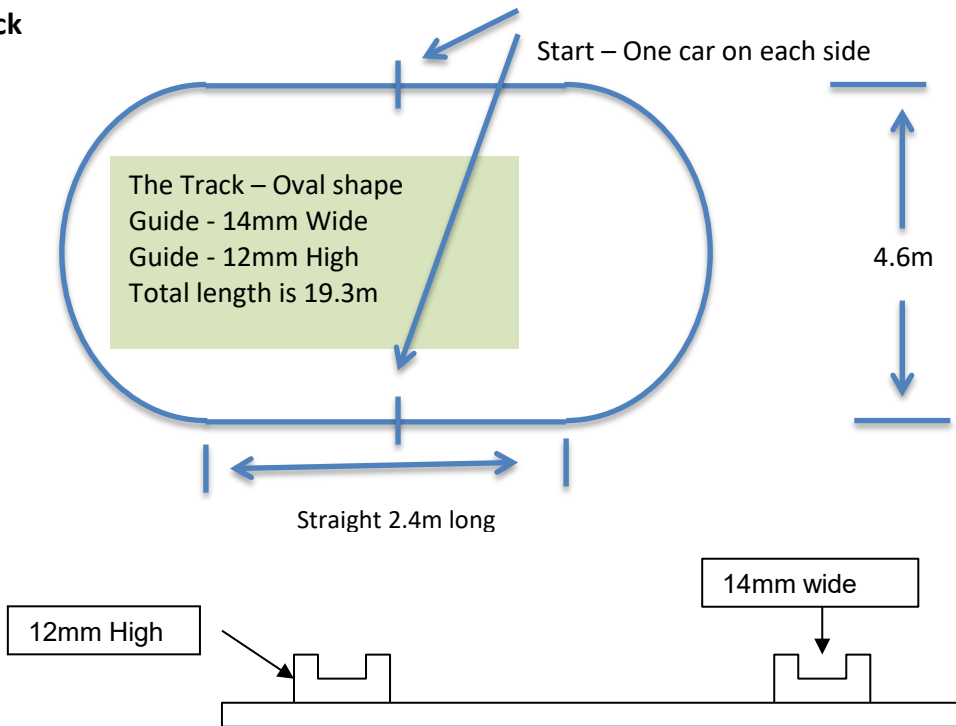 ck
Start – One car on each side
The Track – Oval shape
Guide - 14mm Wide
Guide - 12mm High
Total length is 19.3m
4.6m
Straight 2.4m long
14mm wide
12mm High